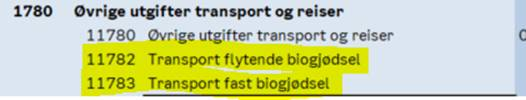 1780 Øvrige utgifter transport og reiser
11780 Øvrige utgifter transport og reiser
11782 Transport flytende biogjødsel
11783 Transport fast biogjødsel